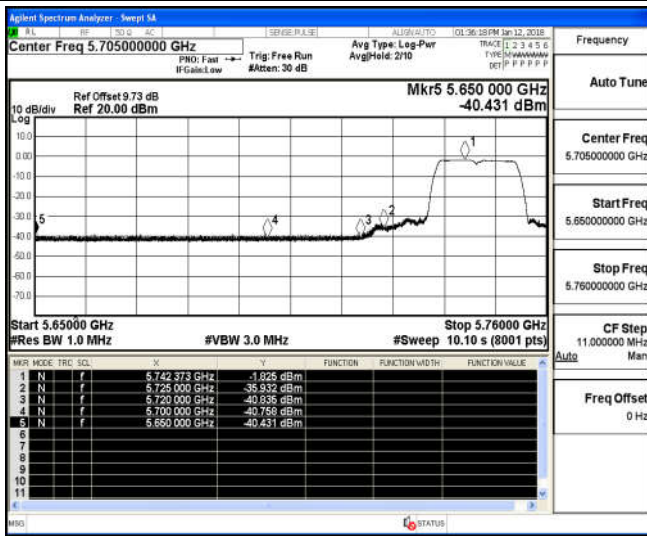 Agilent Spectrum Analyzer - Swept SA
RL RF 50 Ω AC SENSE:PULSE ALIGN AUTO 01:36:18 PM Jan 12, 2018
Center Freq 5.705000000 GHz
PNO: Fast
IFGain:Low
Trig: Free Run
#Atten: 30 dB
Avg Type: Log-Pwr
Avg|Hold: 2/10
TRACE 1 2 3 4 5 6
TYPE
DET P P P P P P
Mkr5 5.650 000 GHz
-40.431 dBm
Ref Offset 9.73 dB
Ref 20.00 dBm
10 dB/div
Log
10.0
0.00
-10.0
-20.0
-30.0
-40.0
-50.0
-60.0
-70.0
1
2
3
4
5
Start 5.65000 GHz
Stop 5.76000 GHz
#Res BW 1.0 MHz
#VBW 3.0 MHz
#Sweep 10.10 s (8001 pts)
MKR MODE TRC SCL X Y FUNCTION FUNCTION WIDTH FUNCTION VALUE
1 N f 5.742 373 GHz -1.825 dBm
2 N f 5.725 000 GHz -35.932 dBm
3 N f 5.720 000 GHz -40.835 dBm
4 N f 5.700 000 GHz -40.758 dBm
5 N f 5.650 000 GHz -40.431 dBm
6
7
8
9
10
11
MSG
STATUS
Frequency
Auto Tune
Center Freq
5.705000000 GHz
Start Freq
5.650000000 GHz
Stop Freq
5.760000000 GHz
CF Step
11.000000 MHz
Auto Man
Freq Offset
0 Hz